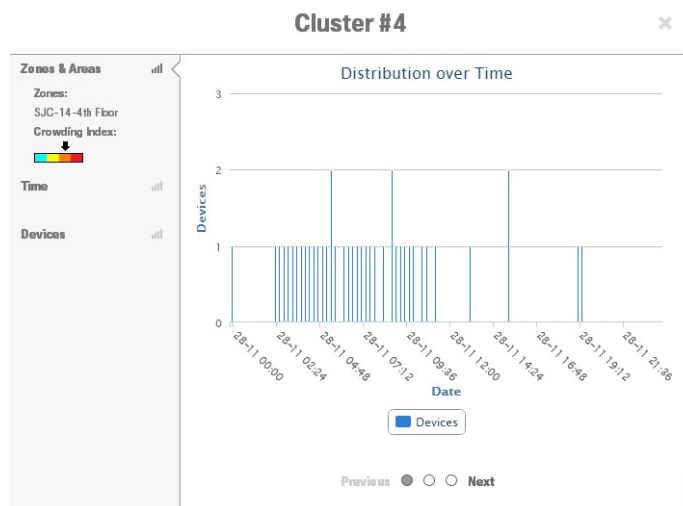 Cluster #4
Zones & Areas
Zones:
SJC-14-4th Floor
Crowding Index:
Time
Devices
Distribution over Time
3
2
1
0
Devices
28-11 00:00
28-11 02:24
28-11 04:48
28-11 07:12
28-11 09:36
28-11 12:00
28-11 14:24
28-11 16:48
28-11 19:12
28-11 21:36
Date
Devices
Previous
Next